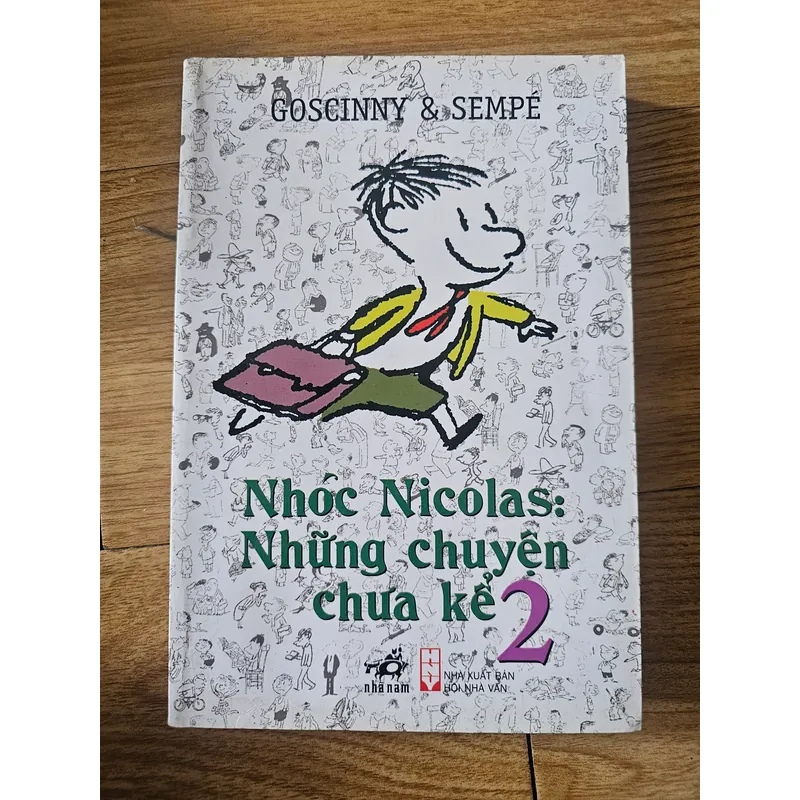 GOSCINNY & SEMPÉ
Nhóc Nicolas:
Những chuyện
chưa kể 2
nhã nam
NHÀ XUẤT BẢN
HỘI NHÀ VĂN